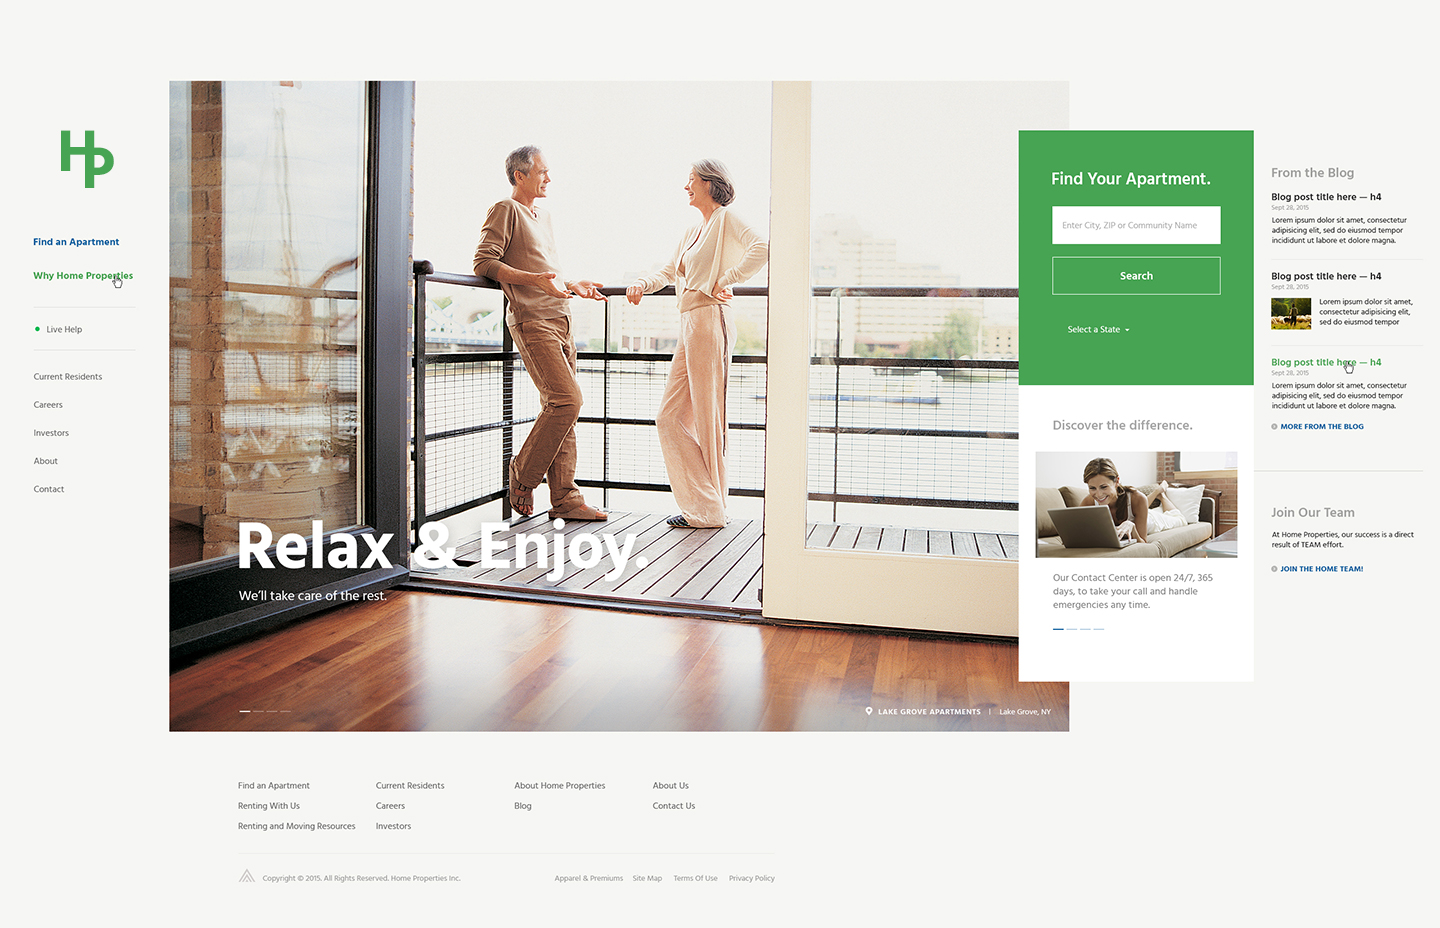 HP
Find an Apartment
Why Home Properties
Live Help
Current Residents
Careers
Investors
About
Contact
Relax & Enjoy.
We'll take care of the rest.
LAKE GROVE APARTMENTS | Lake Grove, NY
Find Your Apartment.
Enter City, ZIP or Community Name
Search
Select a State
Discover the difference.
Our Contact Center is open 24/7, 365
days, to take your call and handle
emergencies any time.
From the Blog
Blog post title here — h4
Sept 28, 2015
Lorem ipsum dolor sit amet, consectetur
adipisicing elit, sed do eiusmod tempor
incididunt ut labore et dolore magna.
Blog post title here — h4
Sept 28, 2015
Lorem ipsum dolor sit amet,
consectetur adipisicing elit,
sed do eiusmod tempor
Blog post title here — h4
Sept 28, 2015
Lorem ipsum dolor sit amet, consectetur
adipisicing elit, sed do eiusmod tempor
incididunt ut labore et dolore magna.
MORE FROM THE BLOG
Join Our Team
At Home Properties, our success is a direct
result of TEAM effort.
JOIN THE HOME TEAM!
Find an Apartment
Renting With Us
Renting and Moving Resources
Current Residents
Careers
Investors
About Home Properties
Blog
About Us
Contact Us
Copyright © 2015. All Rights Reserved. Home Properties Inc.
Apparel & Premiums Site Map Terms Of Use Privacy Policy